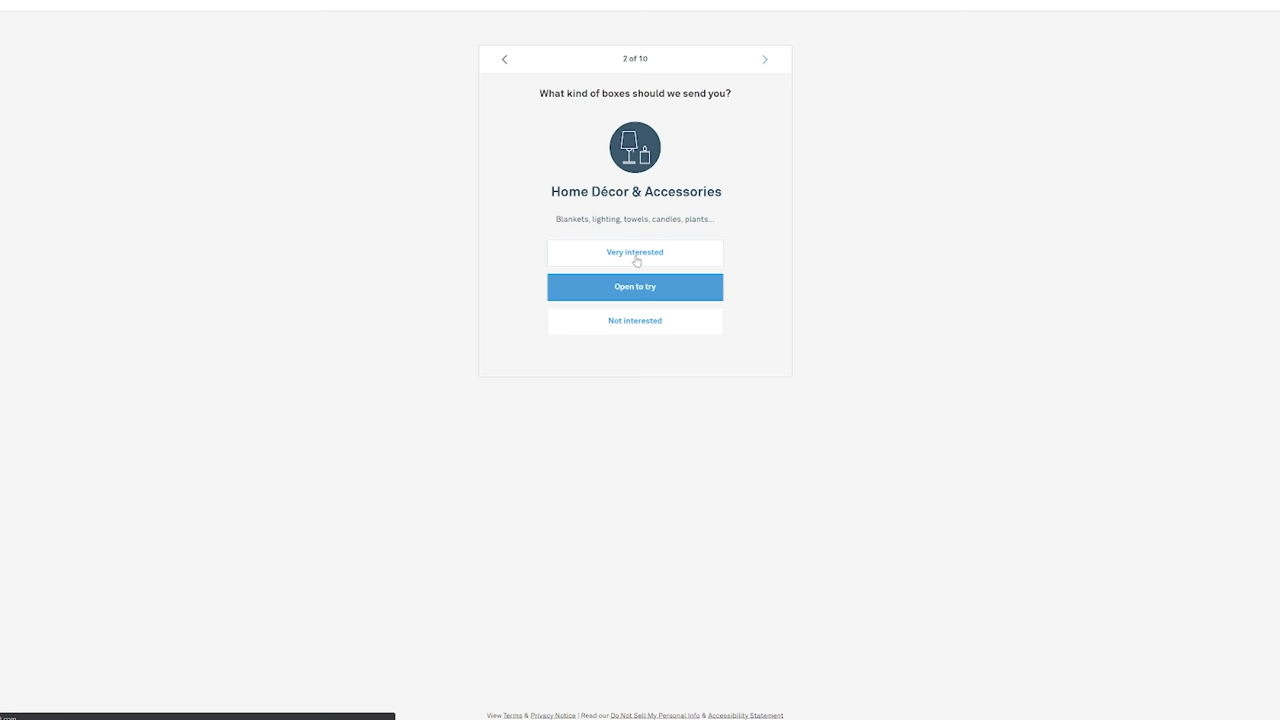 2 of 10
What kind of boxes should we send you?
Home Décor & Accessories
Blankets, lighting, towels, candles, plants...
Very interested
Open to try
Not interested
View Terms & Privacy Notice | Read our Do Not Sell My Personal Info & Accessibility Statement